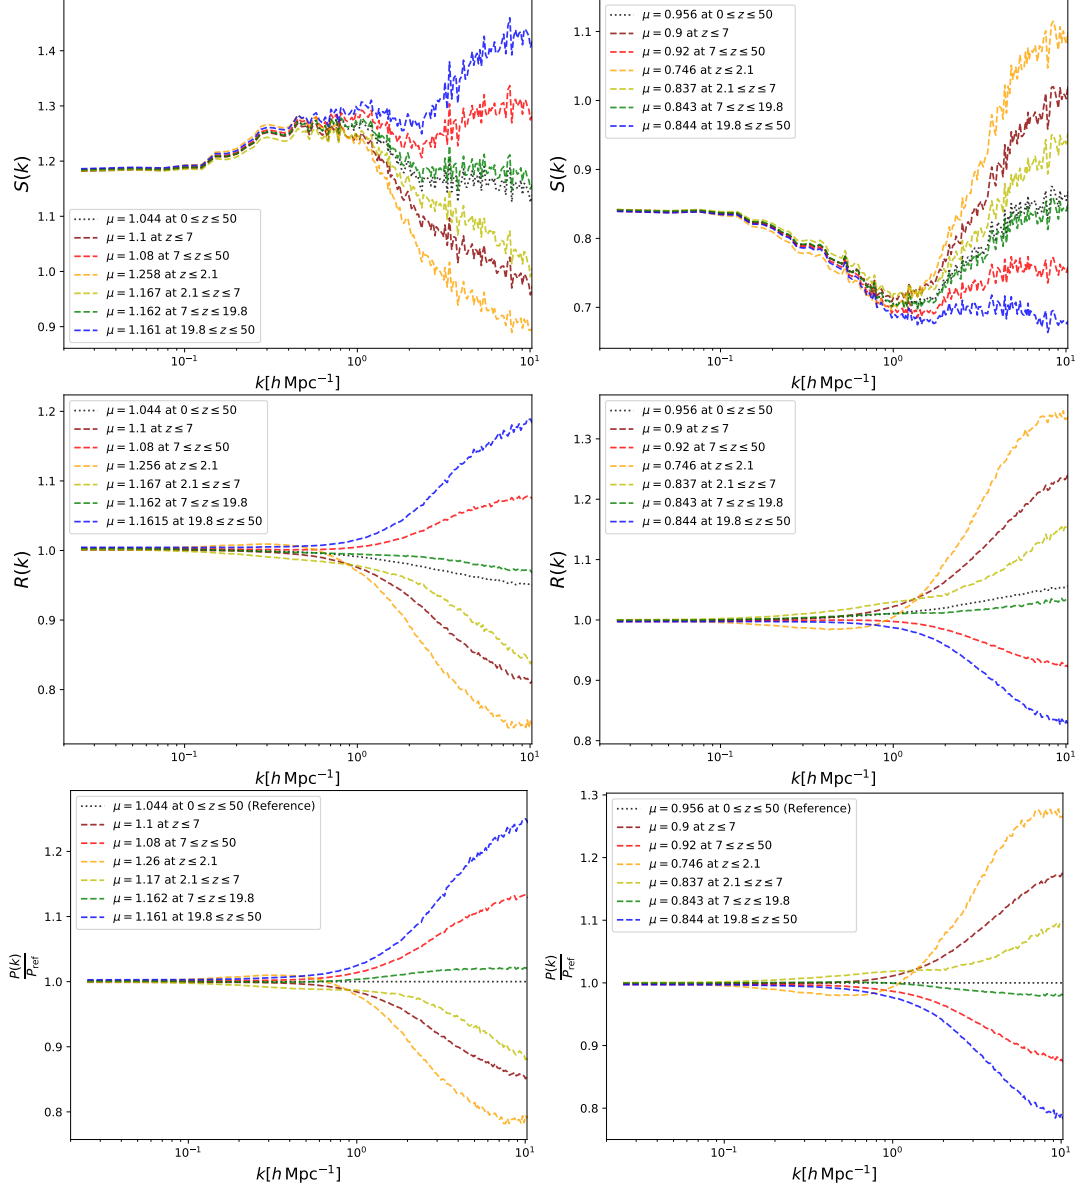 1.4
1.3
1.2
1.1
1.0
0.9
S(k)
μ = 1.044 at 0 ≤ z ≤ 50
μ = 1.1 at z ≤ 7
μ = 1.08 at 7 ≤ z ≤ 50
μ = 1.258 at z ≤ 2.1
μ = 1.167 at 2.1 ≤ z ≤ 7
μ = 1.162 at 7 ≤ z ≤ 19.8
μ = 1.161 at 19.8 ≤ z ≤ 50
10⁻¹ 10⁰ 10¹
k[h Mpc⁻¹]
1.1
1.0
0.9
0.8
0.7
S(k)
μ = 0.956 at 0 ≤ z ≤ 50
μ = 0.9 at z ≤ 7
μ = 0.92 at 7 ≤ z ≤ 50
μ = 0.746 at z ≤ 2.1
μ = 0.837 at 2.1 ≤ z ≤ 7
μ = 0.843 at 7 ≤ z ≤ 19.8
μ = 0.844 at 19.8 ≤ z ≤ 50
10⁻¹ 10⁰ 10¹
k[h Mpc⁻¹]
1.2
1.1
1.0
0.9
0.8
R(k)
μ = 1.044 at 0 ≤ z ≤ 50
μ = 1.1 at z ≤ 7
μ = 1.08 at 7 ≤ z ≤ 50
μ = 1.256 at z ≤ 2.1
μ = 1.167 at 2.1 ≤ z ≤ 7
μ = 1.162 at 7 ≤ z ≤ 19.8
μ = 1.1615 at 19.8 ≤ z ≤ 50
10⁻¹ 10⁰ 10¹
k[h Mpc⁻¹]
1.3
1.2
1.1
1.0
0.9
0.8
R(k)
μ = 0.956 at 0 ≤ z ≤ 50
μ = 0.9 at z ≤ 7
μ = 0.92 at 7 ≤ z ≤ 50
μ = 0.746 at z ≤ 2.1
μ = 0.837 at 2.1 ≤ z ≤ 7
μ = 0.843 at 7 ≤ z ≤ 19.8
μ = 0.844 at 19.8 ≤ z ≤ 50
10⁻¹ 10⁰ 10¹
k[h Mpc⁻¹]
1.2
1.1
1.0
0.9
0.8
P(k)
P_ref
μ = 1.044 at 0 ≤ z ≤ 50 (Reference)
μ = 1.1 at z ≤ 7
μ = 1.08 at 7 ≤ z ≤ 50
μ = 1.26 at z ≤ 2.1
μ = 1.17 at 2.1 ≤ z ≤ 7
μ = 1.162 at 7 ≤ z ≤ 19.8
μ = 1.161 at 19.8 ≤ z ≤ 50
10⁻¹ 10⁰ 10¹
k[h Mpc⁻¹]
1.3
1.2
1.1
1.0
0.9
0.8
P(k)
P_ref
μ = 0.956 at 0 ≤ z ≤ 50 (Reference)
μ = 0.9 at z ≤ 7
μ = 0.92 at 7 ≤ z ≤ 50
μ = 0.746 at z ≤ 2.1
μ = 0.837 at 2.1 ≤ z ≤ 7
μ = 0.843 at 7 ≤ z ≤ 19.8
μ = 0.844 at 19.8 ≤ z ≤ 50
10⁻¹ 10⁰ 10¹
k[h Mpc⁻¹]